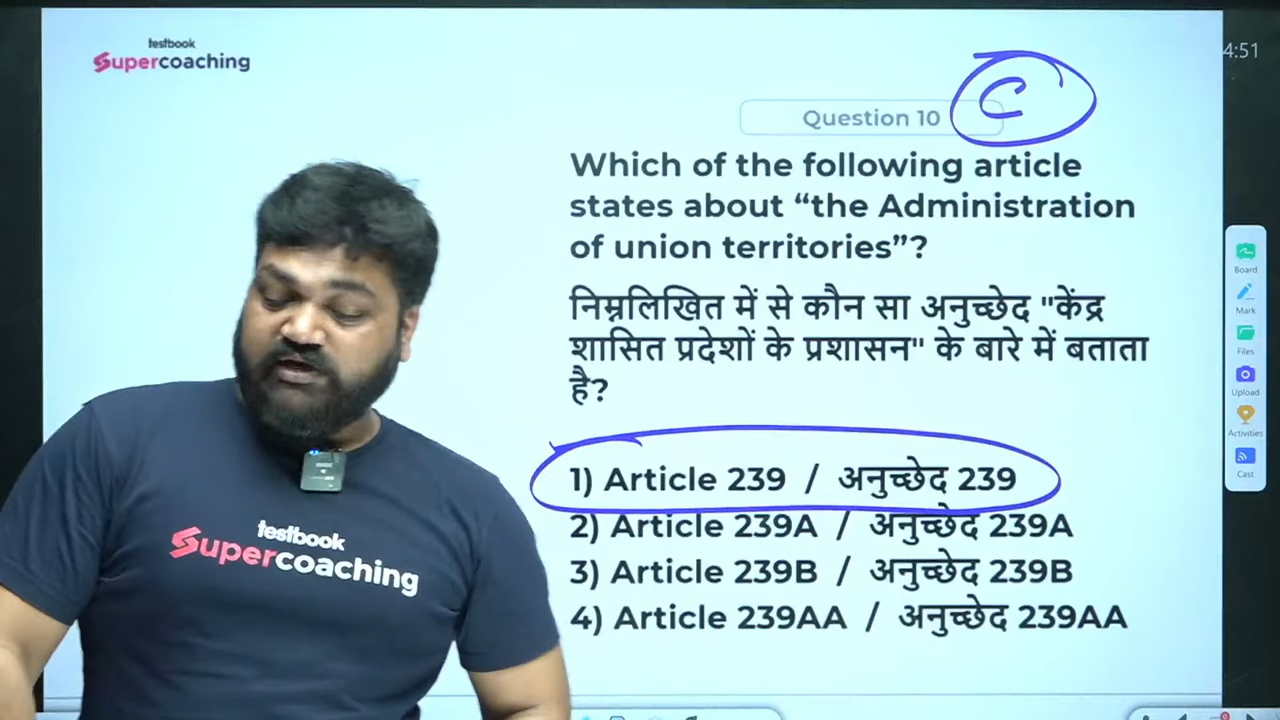 testbook
Supercoaching
4:51
C
Question 10
Which of the following article
states about “the Administration
of union territories”?
निम्नलिखित में से कौन सा अनुच्छेद "केंद्र
शासित प्रदेशों के प्रशासन" के बारे में बताता
है?
1) Article 239 / अनुच्छेद 239
2) Article 239A / अनुच्छेद 239A
3) Article 239B / अनुच्छेद 239B
4) Article 239AA / अनुच्छेद 239AA
Board
Mark
Files
Upload
Activities
Cast
testbook
Supercoaching